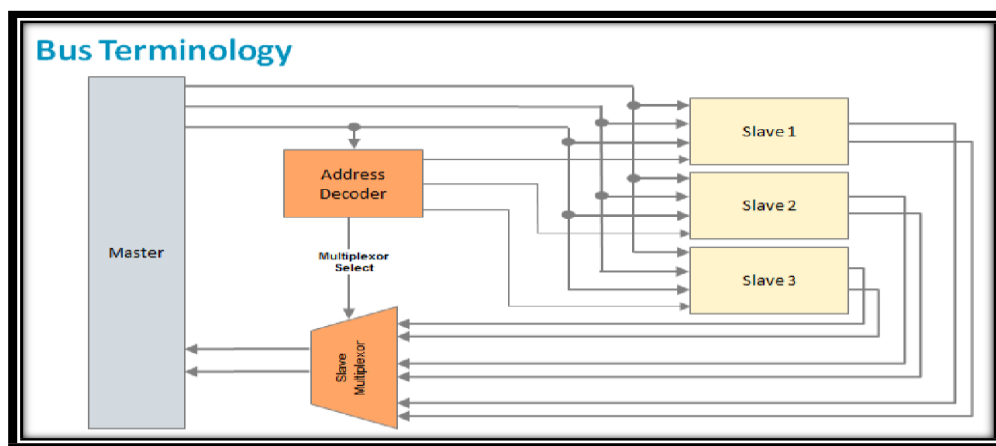 Bus Terminology
Master
Address
Decoder
Multiplexor
Select
Slave
Multiplexor
Slave 1
Slave 2
Slave 3